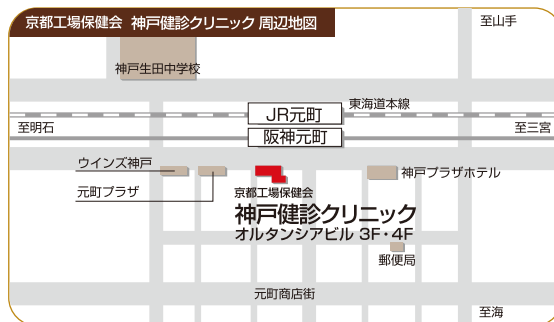 京都工場保健会 神戸健診クリニック 周辺地図
至山手
神戸生田中学校
東海道本線
JR元町
至明石
至三宮
阪神元町
ウインズ神戸
神戸プラザホテル
元町プラザ
京都工場保健会
神戸健診クリニック
オルタンシアビル 3F・4F
郵便局
元町商店街
至海